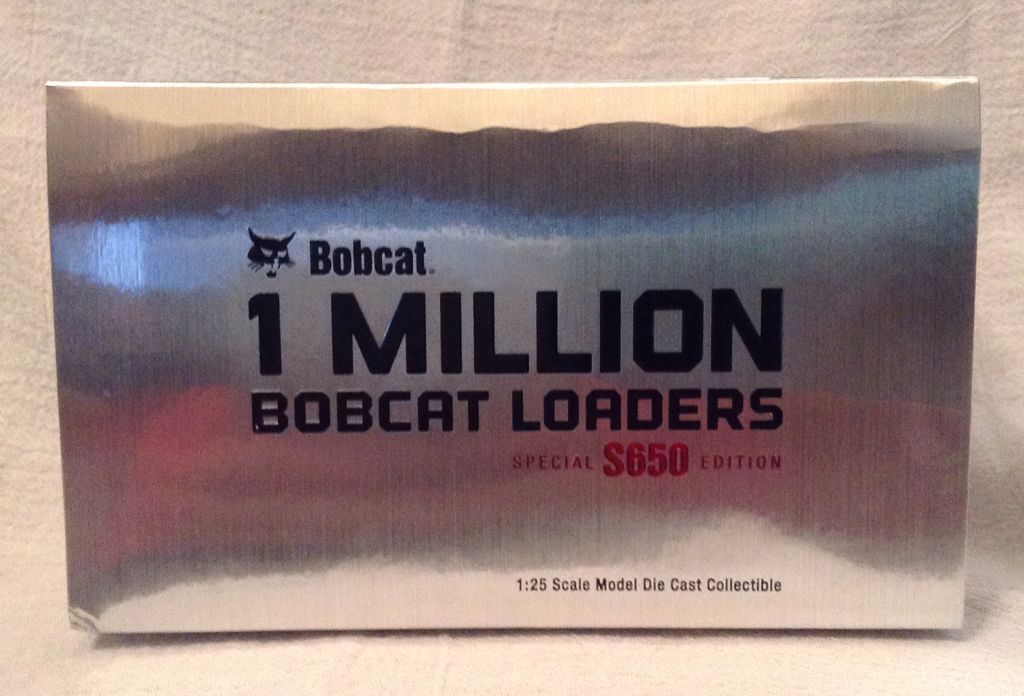 Bobcat.
1 MILLION
BOBCAT LOADERS
SPECIAL S650 EDITION
1:25 Scale Model Die Cast Collectible